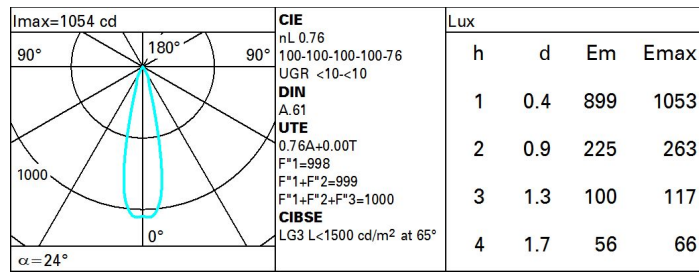 Imax=1054 cd
90°
180°
90°
1000
0°
α=24°
CIE
nL 0.76
100-100-100-100-76
UGR <10-<10
DIN
A.61
UTE
0.76A+0.00T
F"1=998
F"1+F"2=999
F"1+F"2+F"3=1000
CIBSE
LG3 L<1500 cd/m² at 65°
Lux
h d Em Emax
1 0.4 899 1053
2 0.9 225 263
3 1.3 100 117
4 1.7 56 66